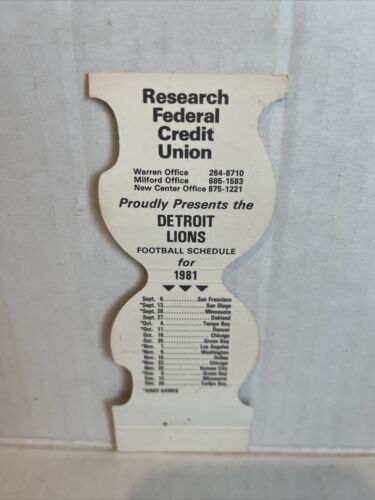 Research
Federal
Credit
Union
Warren Office 264-8710
Milford Office 685-1583
New Center Office 875-1221
Proudly Presents the
DETROIT
LIONS
FOOTBALL SCHEDULE
for
1981
Sept. 6 San Francisco
*Sept. 13 San Diego
*Sept. 20 Minnesota
Sept. 27 Oakland
*Oct. 4 Tampa Bay
*Oct. 11 Denver
Oct. 18 Chicago
Oct. 25 Green Bay
*Nov. 1 Los Angeles
*Nov. 8 Washington
Nov. 15 Dallas
*Nov. 22 Chicago
Nov. 26 Kansas City
*Dec. 6 Green Bay
Dec. 12 Minnesota
Dec. 20 Tampa Bay
*AWAY GAMES